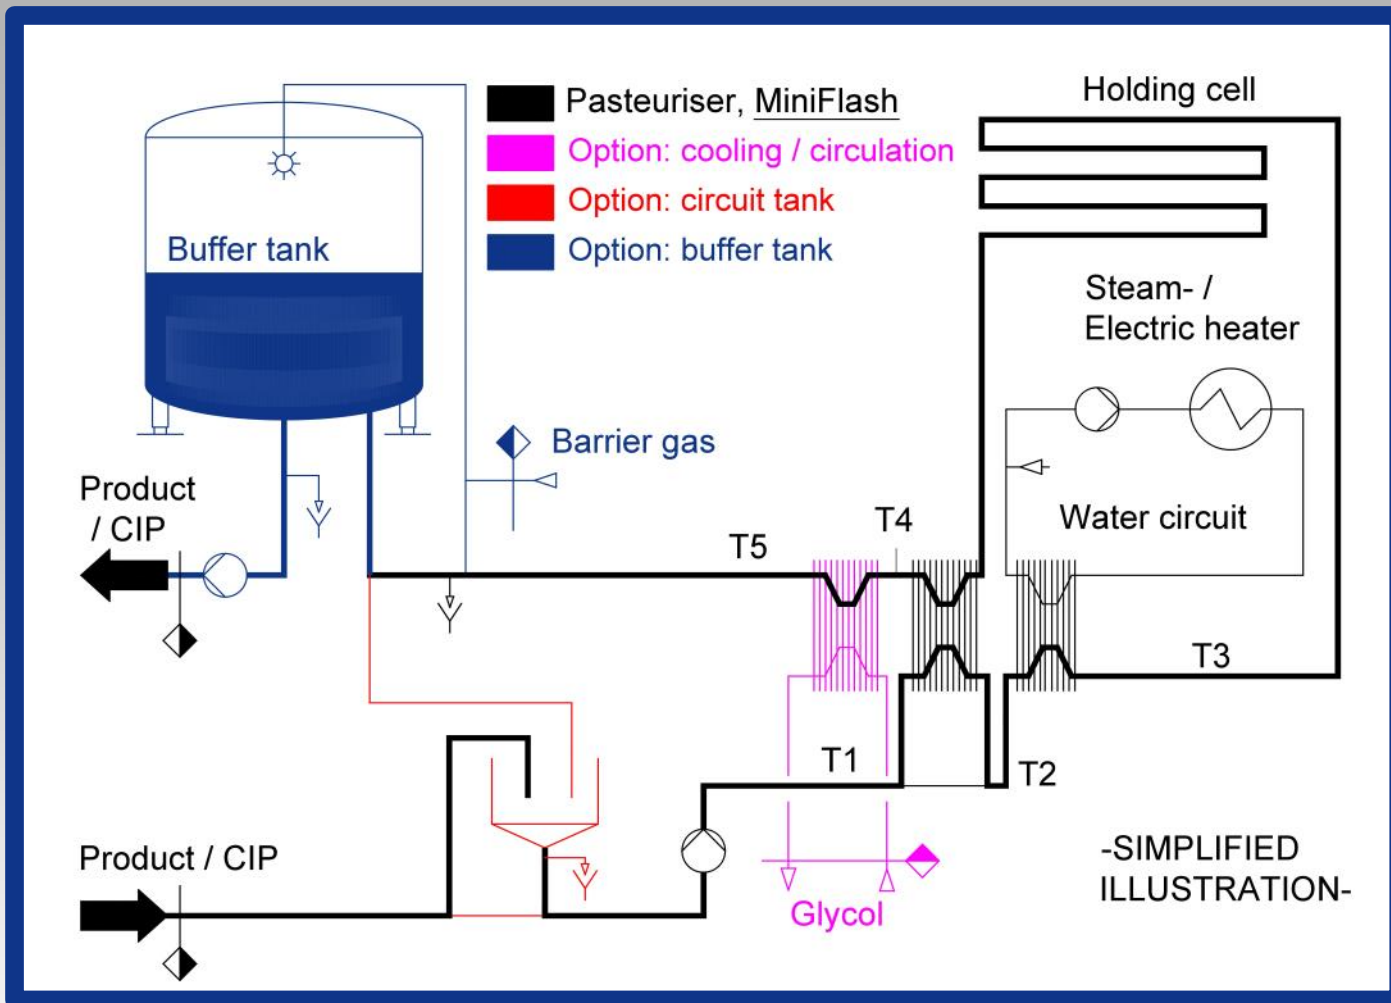 Pasteuriser, MiniFlash
Option: cooling / circulation
Option: circuit tank
Option: buffer tank
Holding cell
Buffer tank
Steam- /
Electric heater
Barrier gas
Product
/ CIP
Water circuit
T5
T4
T3
T1
T2
Product / CIP
Glycol
-SIMPLIFIED
ILLUSTRATION-